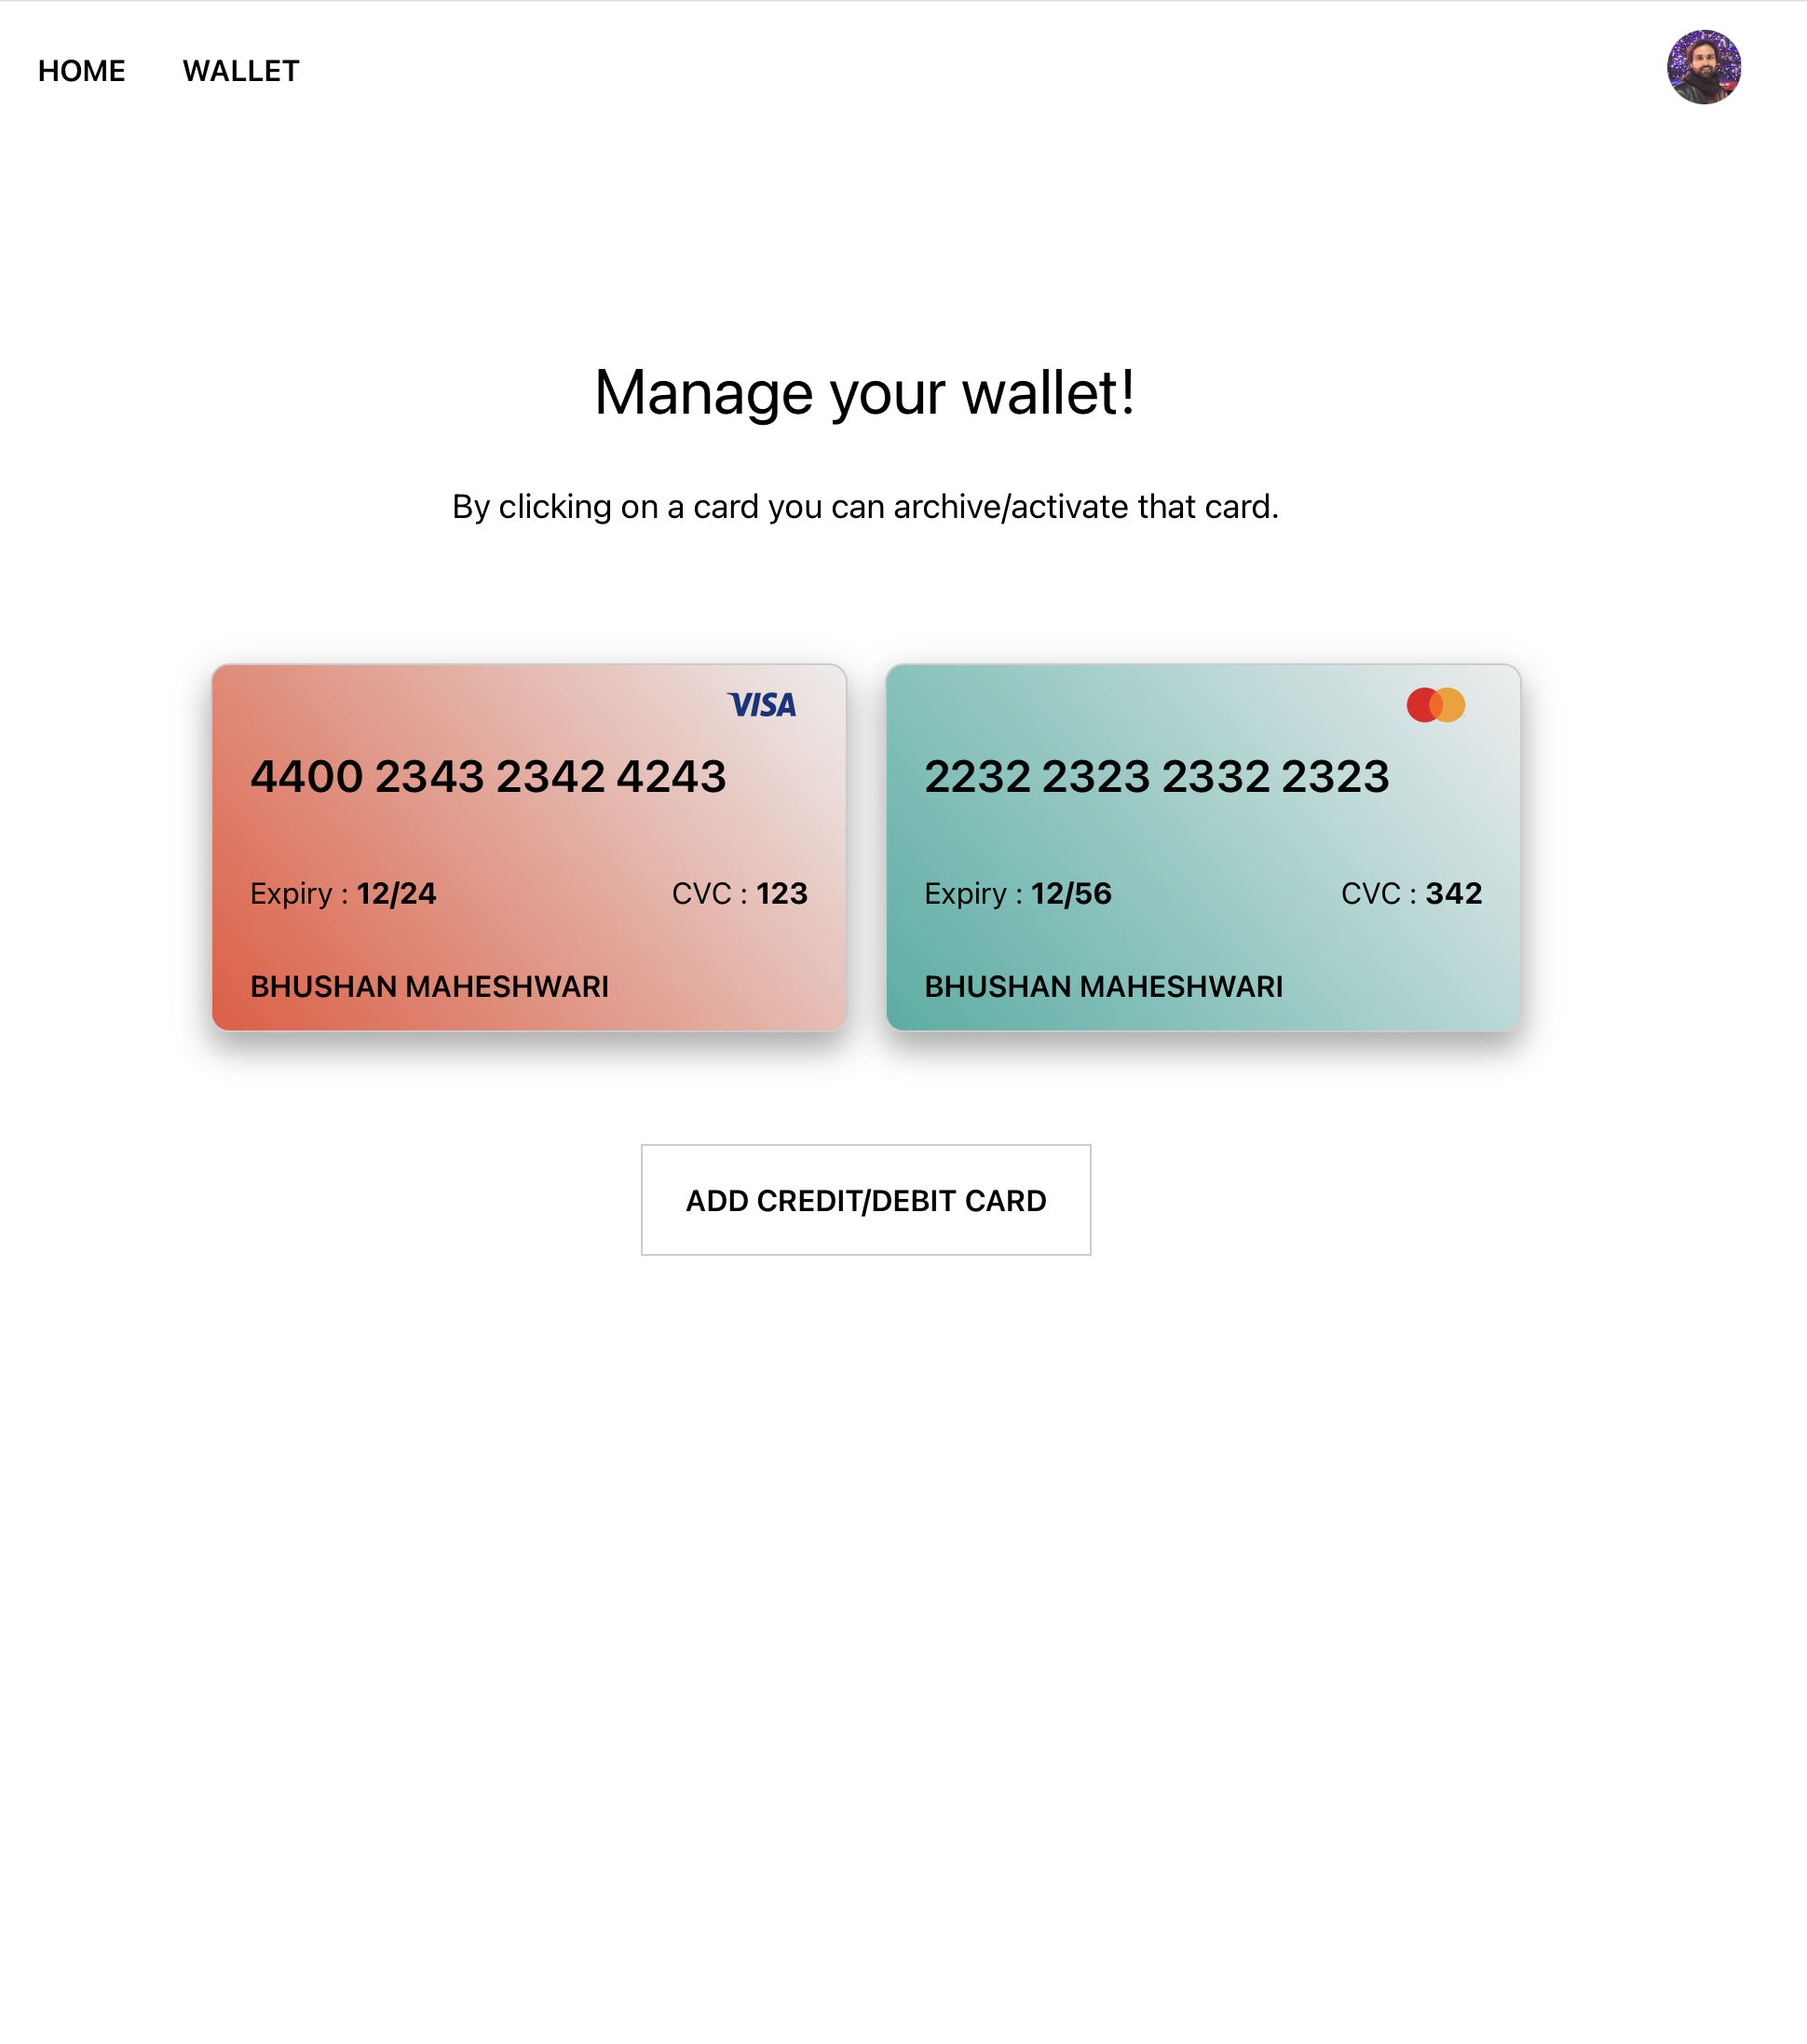 HOME WALLET
Manage your wallet!
By clicking on a card you can archive/activate that card.
VISA
4400 2343 2342 4243
Expiry : 12/24 CVC : 123
BHUSHAN MAHESHWARI
2232 2323 2332 2323
Expiry : 12/56 CVC : 342
BHUSHAN MAHESHWARI
ADD CREDIT/DEBIT CARD